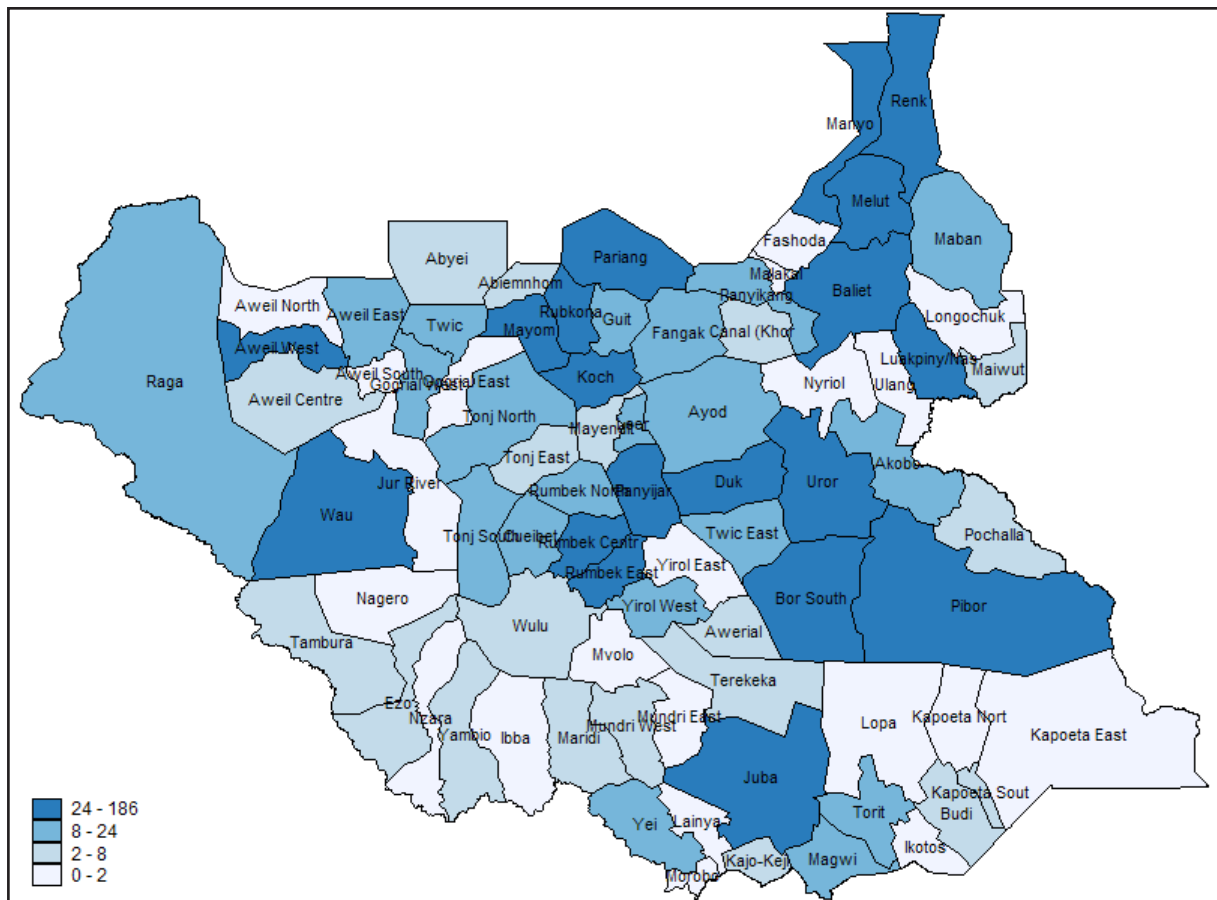 Renk
Manyo
Melut
Maban
Fashoda
Abyei
Pariang
Abiemnhom
Malakal
Panyikang
Baliet
Aweil North
Aweil East
Twic
Mayom
Rubkona
Guit
Fangak
Canal (Khor
Longochuk
Aweil West
Luakpiny/Nas
Maiwut
Raga
Aweil South
Gogrial West
Gogrial East
Koch
Nyriol
Ulang
Aweil Centre
Tonj North
Mayendit
Leer
Ayod
Tonj East
Akobo
Jur River
Rumbek North
Panyijar
Duk
Uror
Wau
Tonj South
Cueibet
Rumbek Centr
Twic East
Pochalla
Rumbek East
Yirol East
Nagero
Yirol West
Bor South
Pibor
Wulu
Awerial
Tambura
Mvolo
Terekeka
Ezo
Nzara
Yambio
Ibba
Maridi
Mundri West
Mundri East
Lopa
Kapoeta Nort
Kapoeta East
Juba
Kapoeta Sout
Budi
Torit
Yei
Lainya
Ikotos
Kajo-Keji
Magwi
Morobo
24 - 186
8 - 24
2 - 8
0 - 2